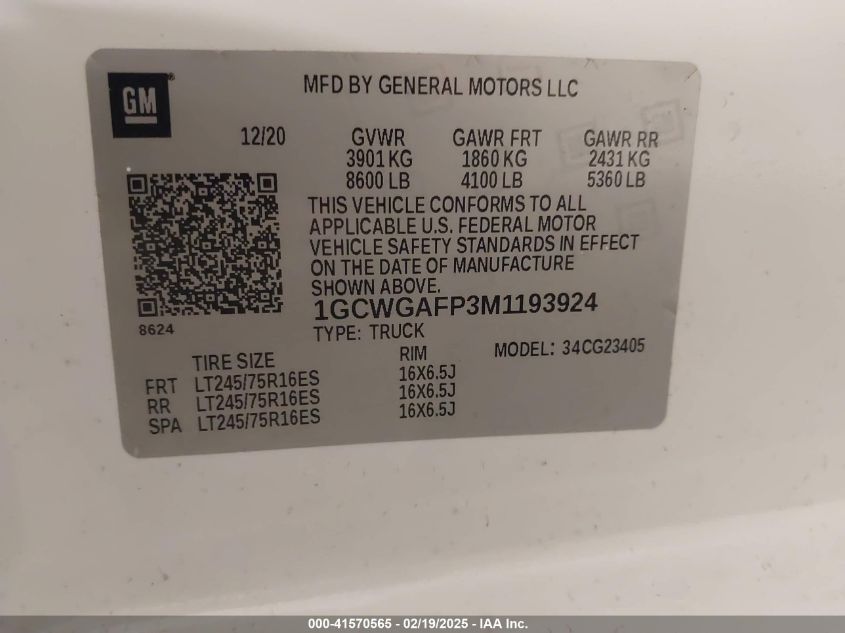 GM
MFD BY GENERAL MOTORS LLC
12/20 GVWR GAWR FRT GAWR RR
3901 KG 1860 KG 2431 KG
8600 LB 4100 LB 5360 LB
THIS VEHICLE CONFORMS TO ALL
APPLICABLE U.S. FEDERAL MOTOR
VEHICLE SAFETY STANDARDS IN EFFECT
ON THE DATE OF MANUFACTURE
SHOWN ABOVE.
1GCWGAFP3M1193924
8624
TYPE: TRUCK
MODEL: 34CG23405
TIRE SIZE RIM
FRT LT245/75R16ES 16X6.5J
RR LT245/75R16ES 16X6.5J
SPA LT245/75R16ES 16X6.5J
000-41570565 - 02/19/2025 - IAA Inc.